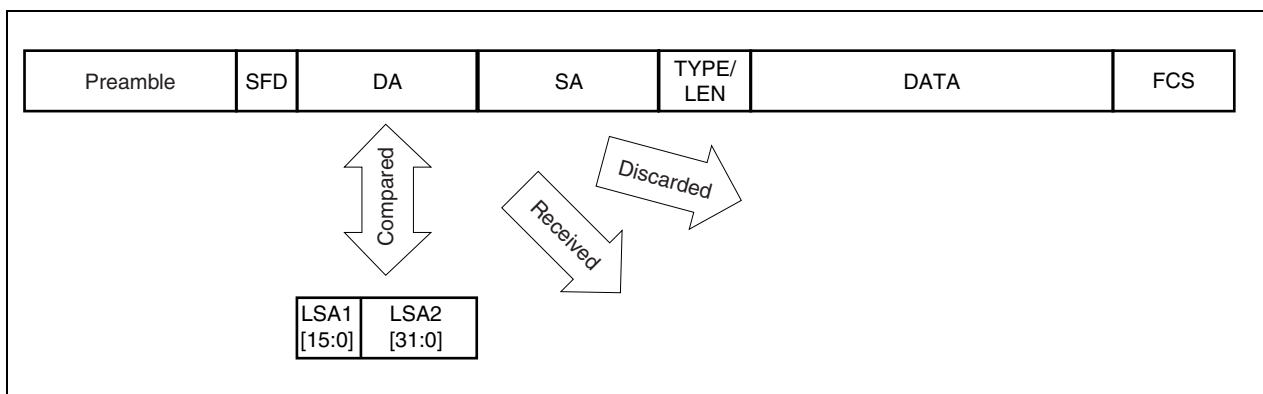 Preamble
SFD
DA
SA
TYPE/
LEN
DATA
FCS
Compared
Received
Discarded
LSA1
[15:0]
LSA2
[31:0]